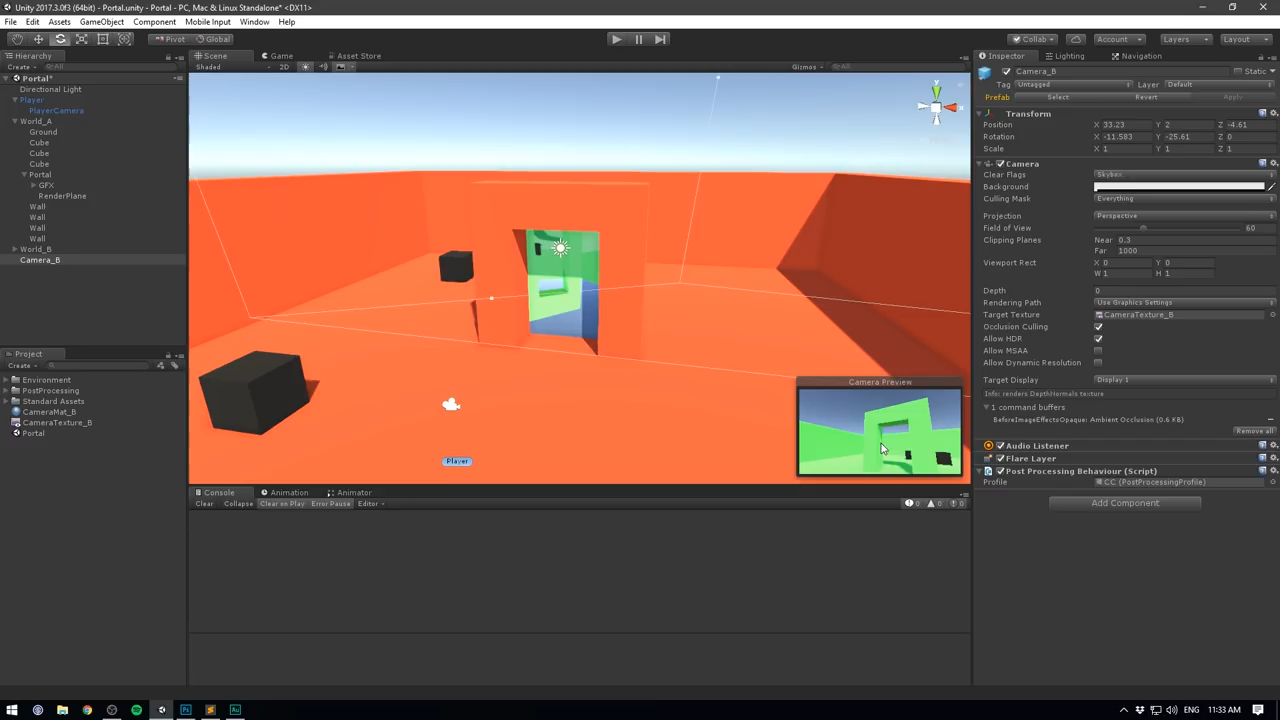 Unity 2017.3.0f3 (64bit) - Portal.unity - Portal - PC, Mac & Linux Standalone* <DX11>
File Edit Assets GameObject Component Mobile Input Window Help
Pivot Global Collab Account Layers Layout
Hierarchy
Create All
Portal*
Directional Light
Player
PlayerCamera
World_A
Ground
Cube
Cube
Cube
Portal
GFX
RenderPlane
Wall
Wall
Wall
Wall
World_B
Camera_B
Project
Create
Environment
PostProcessing
Standard Assets
CameraMat_B
CameraTexture_B
Portal
Scene Game Asset Store
Shaded 2D Gizmos All
Player
Camera Preview
Console Animation Animator
Clear Collapse Clear on Play Error Pause Editor 0 0 0
Inspector Lighting Navigation
Camera_B Static
Tag Untagged Layer Default
Prefab Select Revert Apply
Transform
Position X 33.23 Y 2 Z -4.61
Rotation X -11.583 Y -25.61 Z 0
Scale X 1 Y 1 Z 1
Camera
Clear Flags Skybox
Background
Culling Mask Everything
Projection Perspective
Field of View 60
Clipping Planes Near 0.3
Far 1000
Viewport Rect X 0 Y 0
W 1 H 1
Depth 0
Rendering Path Use Graphics Settings
Target Texture CameraTexture_B
Occlusion Culling
Allow HDR
Allow MSAA
Allow Dynamic Resolution
Target Display Display 1
Info: renders DepthNormals texture
1 command buffers
BeforeImageEffectsOpaque: Ambient Occlusion (0.6 KB)
Remove all
Audio Listener
Flare Layer
Post Processing Behaviour (Script)
Profile CC (PostProcessingProfile)
Add Component
Ps Au ENG 11:33 AM